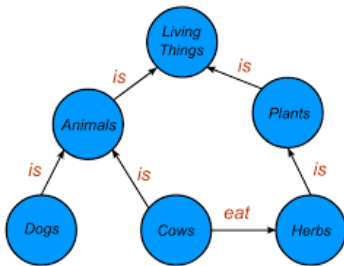 Living
Things
is
is
Animals
Plants
is
is
is
eat
Dogs
Cows
Herbs